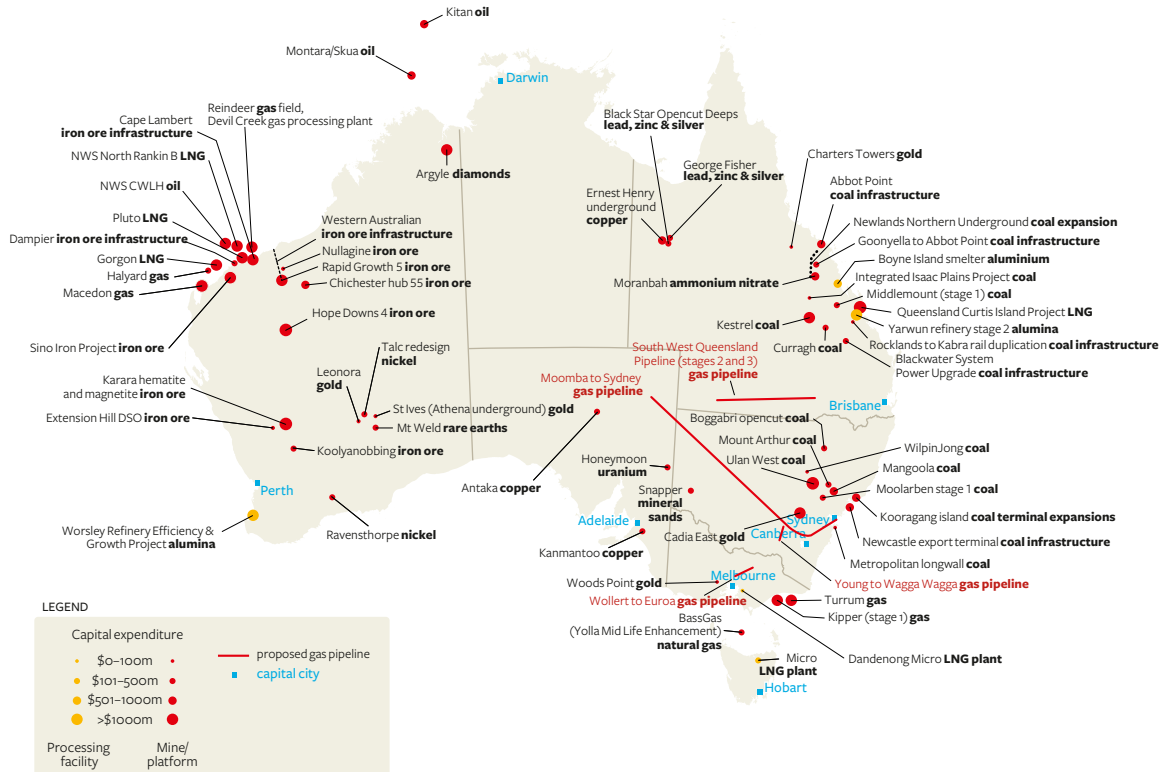 Kitan oil
Montara/Skua oil
Darwin
Reindeer gas field,
Devil Creek gas processing plant
Cape Lambert
iron ore infrastructure
NWS North Rankin B LNG
NWS CWLH oil
Pluto LNG
Dampier iron ore infrastructure
Gorgon LNG
Halyard gas
Macedon gas
Argyle diamonds
Western Australian
iron ore infrastructure
Nullagine iron ore
Rapid Growth 5 iron ore
Chichester hub 55 iron ore
Hope Downs 4 iron ore
Sino Iron Project iron ore
Talc redesign
nickel
Leonora
gold
Karara hematite
and magnetite iron ore
Extension Hill DSO iron ore
St Ives (Athena underground) gold
Mt Weld rare earths
Koolyanobbing iron ore
Perth
Worsley Refinery Efficiency &
Growth Project alumina
Ravensthorpe nickel
Black Star Opencut Deeps
lead, zinc & silver
George Fisher
lead, zinc & silver
Ernest Henry
underground
copper
Charters Towers gold
Abbot Point
coal infrastructure
Newlands Northern Underground coal expansion
Goonyella to Abbot Point coal infrastructure
Boyne Island smelter aluminium
Integrated Isaac Plains Project coal
Moranbah ammonium nitrate
Middlemount (stage 1) coal
Queensland Curtis Island Project LNG
Kestrel coal
Yarwun refinery stage 2 alumina
Curragh coal
Rocklands to Kabra rail duplication coal infrastructure
Blackwater System
Power Upgrade coal infrastructure
South West Queensland
Pipeline (stages 2 and 3)
gas pipeline
Moomba to Sydney
gas pipeline
Brisbane
Boggabri opencut coal
Mount Arthur coal
Ulan West coal
WilpinJong coal
Mangoola coal
Moolarben stage 1 coal
Kooragang island coal terminal expansions
Newcastle export terminal coal infrastructure
Metropolitan longwall coal
Honeymoon
uranium
Antaka copper
Snapper
mineral
sands
Adelaide
Kanmantoo copper
Cadia East gold
Sydney
Canberra
Young to Wagga Wagga gas pipeline
Woods Point gold
Melbourne
Wollert to Euroa gas pipeline
Turrum gas
Kipper (stage 1) gas
BassGas
(Yolla Mid Life Enhancement)
natural gas
Dandenong Micro LNG plant
Micro
LNG plant
Hobart
LEGEND
Capital expenditure
$0–100m
$101–500m
$501–1000m
>$1000m
Processing
facility
Mine/
platform
proposed gas pipeline
capital city